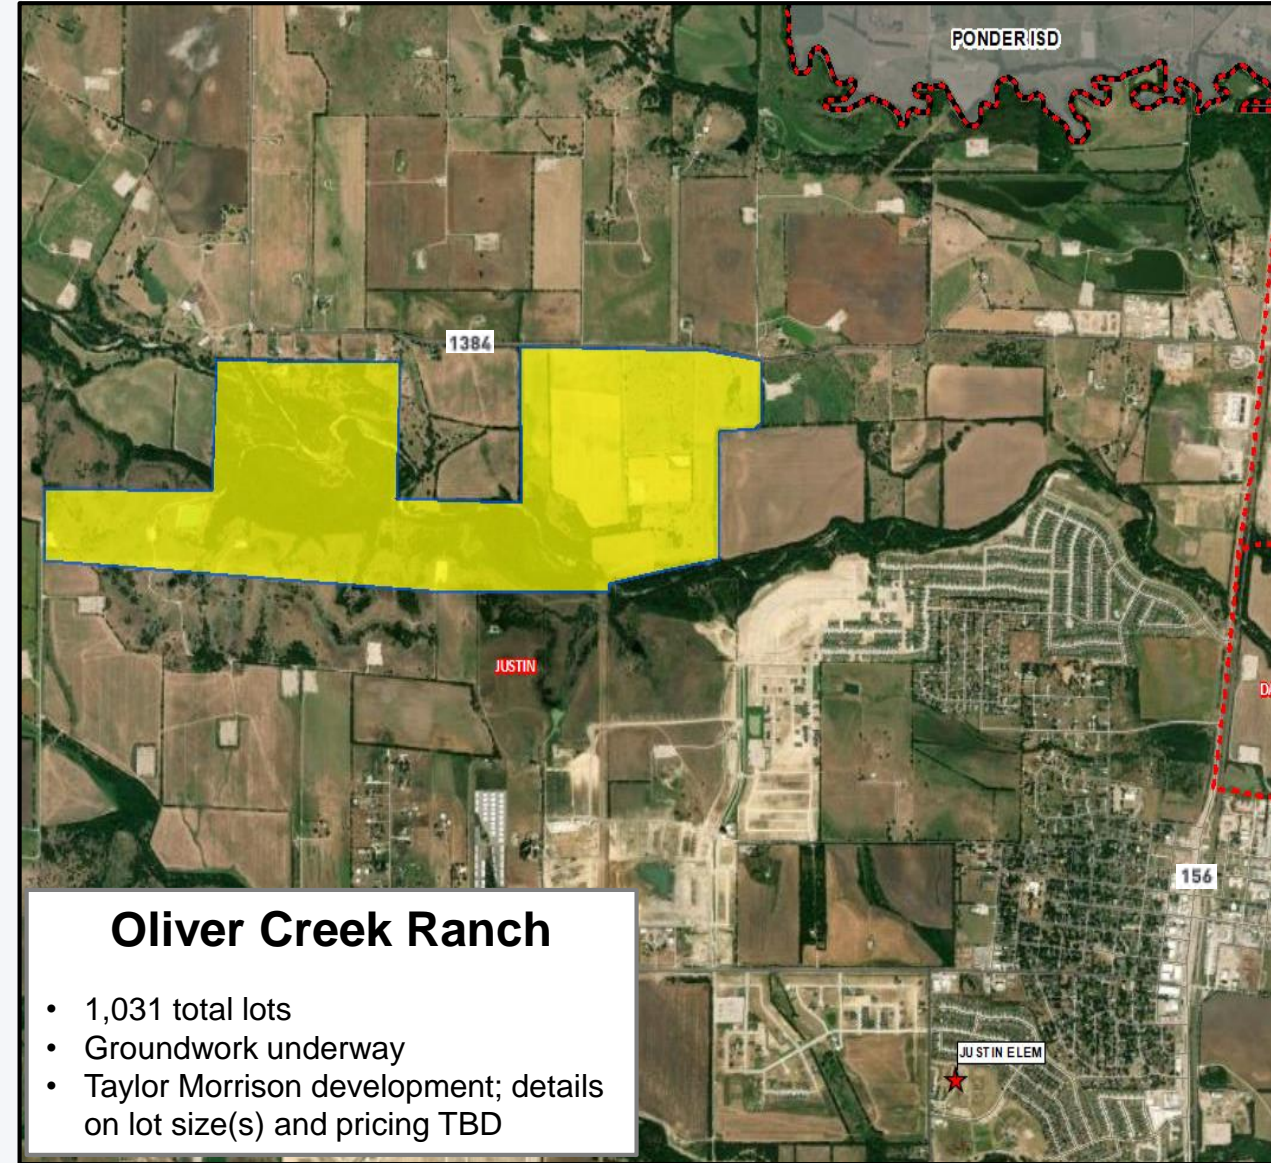 PONDER ISD
1384
JUSTIN
DA
156
Oliver Creek Ranch
• 1,031 total lots
• Groundwork underway
• Taylor Morrison development; details
on lot size(s) and pricing TBD
JUSTIN ELEM